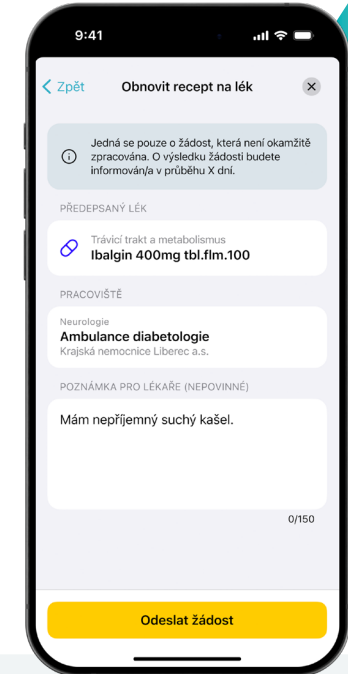 9:41
Zpět
Obnovit recept na lék
Jedná se pouze o žádost, která není okamžitě
zpracována. O výsledku žádosti budete
informován/a v průběhu X dní.
PŘEDEPSANÝ LÉK
Trávicí trakt a metabolismus
Ibalgin 400mg tbl.flm.100
PRACOVIŠTĚ
Neurologie
Ambulance diabetologie
Krajská nemocnice Liberec a.s.
POZNÁMKA PRO LÉKAŘE (NEPOVINNÉ)
Mám nepříjemný suchý kašel.
0/150
Odeslat žádost